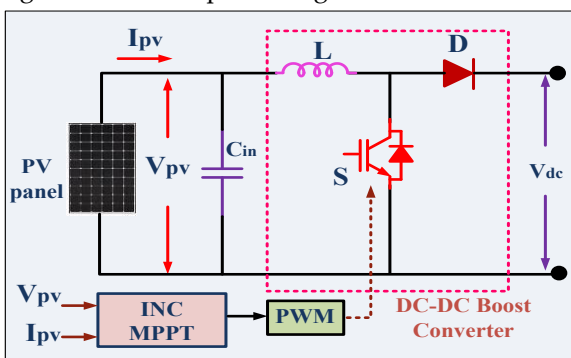 Ipv
L
D
PV
panel
Vpv
Cin
S
Vdc
Vpv
Ipv
INC
MPPT
PWM
DC-DC Boost
Converter